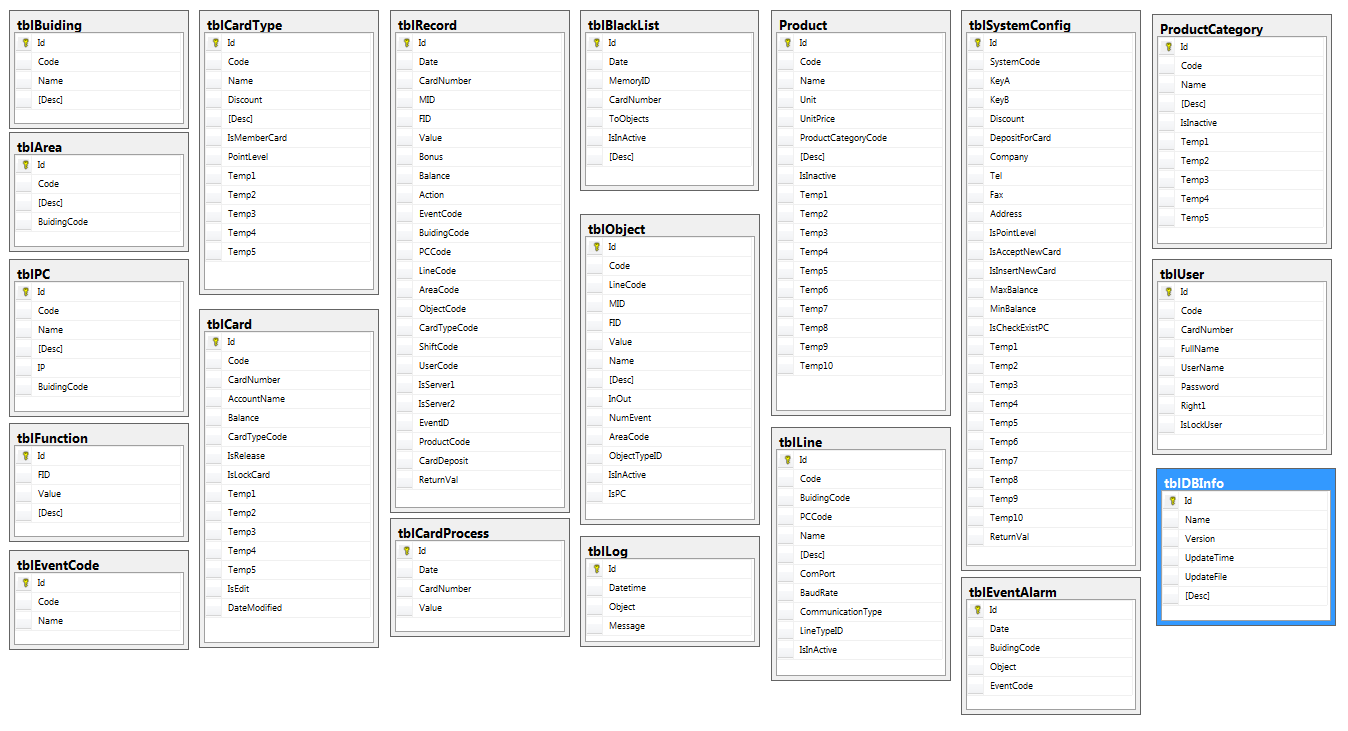 tblBuiding
Id
Code
Name
[Desc]
tblArea
Id
Code
[Desc]
BuidingCode
tblPC
Id
Code
Name
[Desc]
IP
BuidingCode
tblFunction
Id
FID
Value
[Desc]
tblEventCode
Id
Code
Name
tblCardType
Id
Code
Name
Discount
[Desc]
IsMemberCard
PointLevel
Temp1
Temp2
Temp3
Temp4
Temp5
tblCard
Id
Code
CardNumber
AccountName
Balance
CardTypeCode
IsRelease
IsLockCard
Temp1
Temp2
Temp3
Temp4
Temp5
IsEdit
DateModified
tblRecord
Id
Date
CardNumber
MID
FID
Value
Bonus
Balance
Action
EventCode
BuidingCode
PCCode
LineCode
AreaCode
ObjectCode
CardTypeCode
ShiftCode
UserCode
IsServer1
IsServer2
EventID
ProductCode
CardDeposit
ReturnVal
tblCardProcess
Id
Date
CardNumber
Value
tblBlackList
Id
Date
MemoryID
CardNumber
ToObjects
IsInActive
[Desc]
tblObject
Id
Code
LineCode
MID
FID
Value
Name
[Desc]
InOut
NumEvent
AreaCode
ObjectTypeID
IsInActive
IsPC
tblLog
Id
Datetime
Object
Message
Product
Id
Code
Name
Unit
UnitPrice
ProductCategoryCode
[Desc]
IsInactive
Temp1
Temp2
Temp3
Temp4
Temp5
Temp6
Temp7
Temp8
Temp9
Temp10
tblLine
Id
Code
BuidingCode
PCCode
Name
[Desc]
ComPort
BaudRate
CommunicationType
LineTypeID
IsInActive
tblSystemConfig
Id
SystemCode
KeyA
KeyB
Discount
DepositForCard
Company
Tel
Fax
Address
IsPointLevel
IsAcceptNewCard
IsInsertNewCard
MaxBalance
MinBalance
IsCheckExistPC
Temp1
Temp2
Temp3
Temp4
Temp5
Temp6
Temp7
Temp8
Temp9
Temp10
ReturnVal
tblEventAlarm
Id
Date
BuidingCode
Object
EventCode
ProductCategory
Id
Code
Name
[Desc]
IsInactive
Temp1
Temp2
Temp3
Temp4
Temp5
tblUser
Id
Code
CardNumber
FullName
UserName
Password
Right1
IsLockUser
tblDBInfo
Id
Name
Version
UpdateTime
UpdateFile
[Desc]